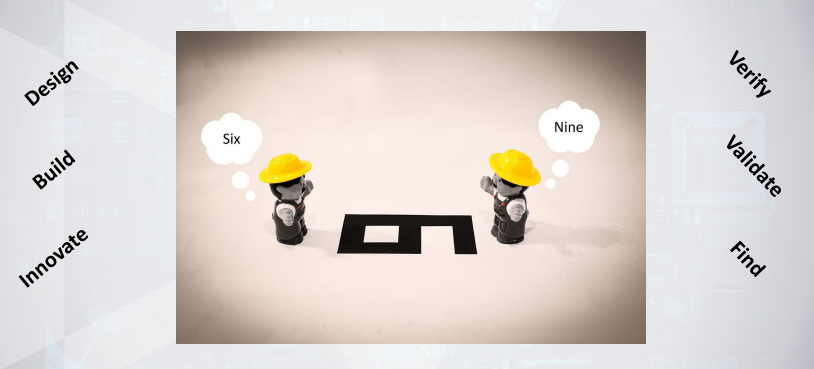 Design
Build
Innovate
Six
Nine
Verify
Validate
Find